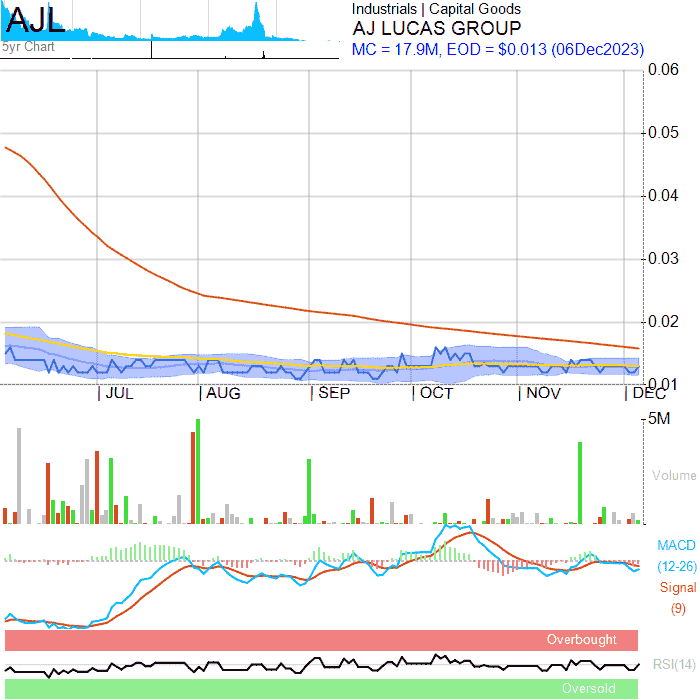 AJL
5yr Chart
Industrials | Capital Goods
AJ LUCAS GROUP
MC = 17.9M, EOD = $0.013 (06Dec2023)
0.06
0.05
0.04
0.03
0.02
0.01
JUL AUG SEP OCT NOV DEC
5M
Volume
MACD
(12-26)
Signal
(9)
Overbought
RSI(14)
Oversold